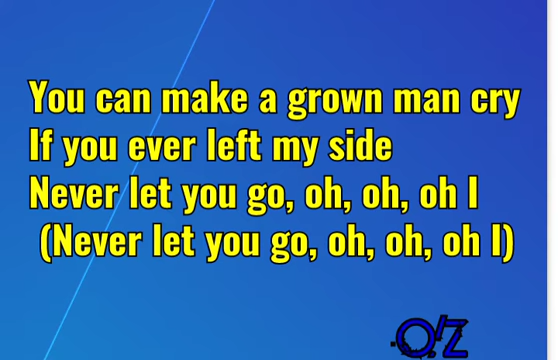 You can make a grown man cry
If you ever left my side
Never let you go, oh, oh, oh I
(Never let you go, oh, oh, oh I)
O'Z